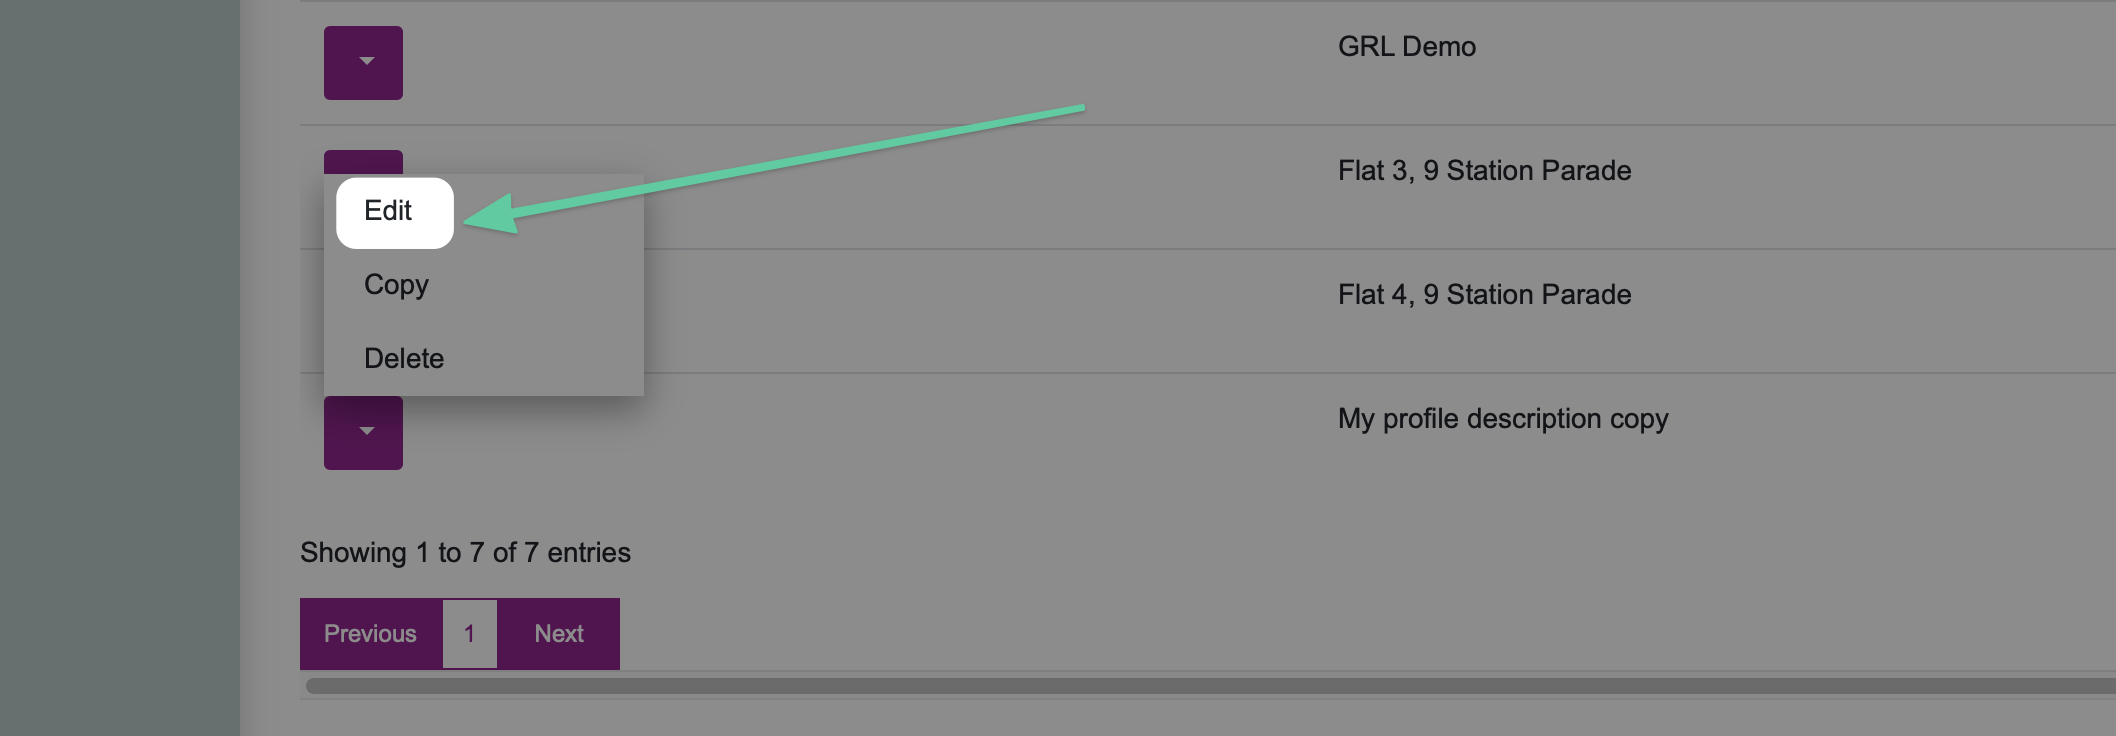 GRL Demo
Flat 3, 9 Station Parade
Edit
Copy
Flat 4, 9 Station Parade
Delete
My profile description copy
Showing 1 to 7 of 7 entries
Previous 1 Next